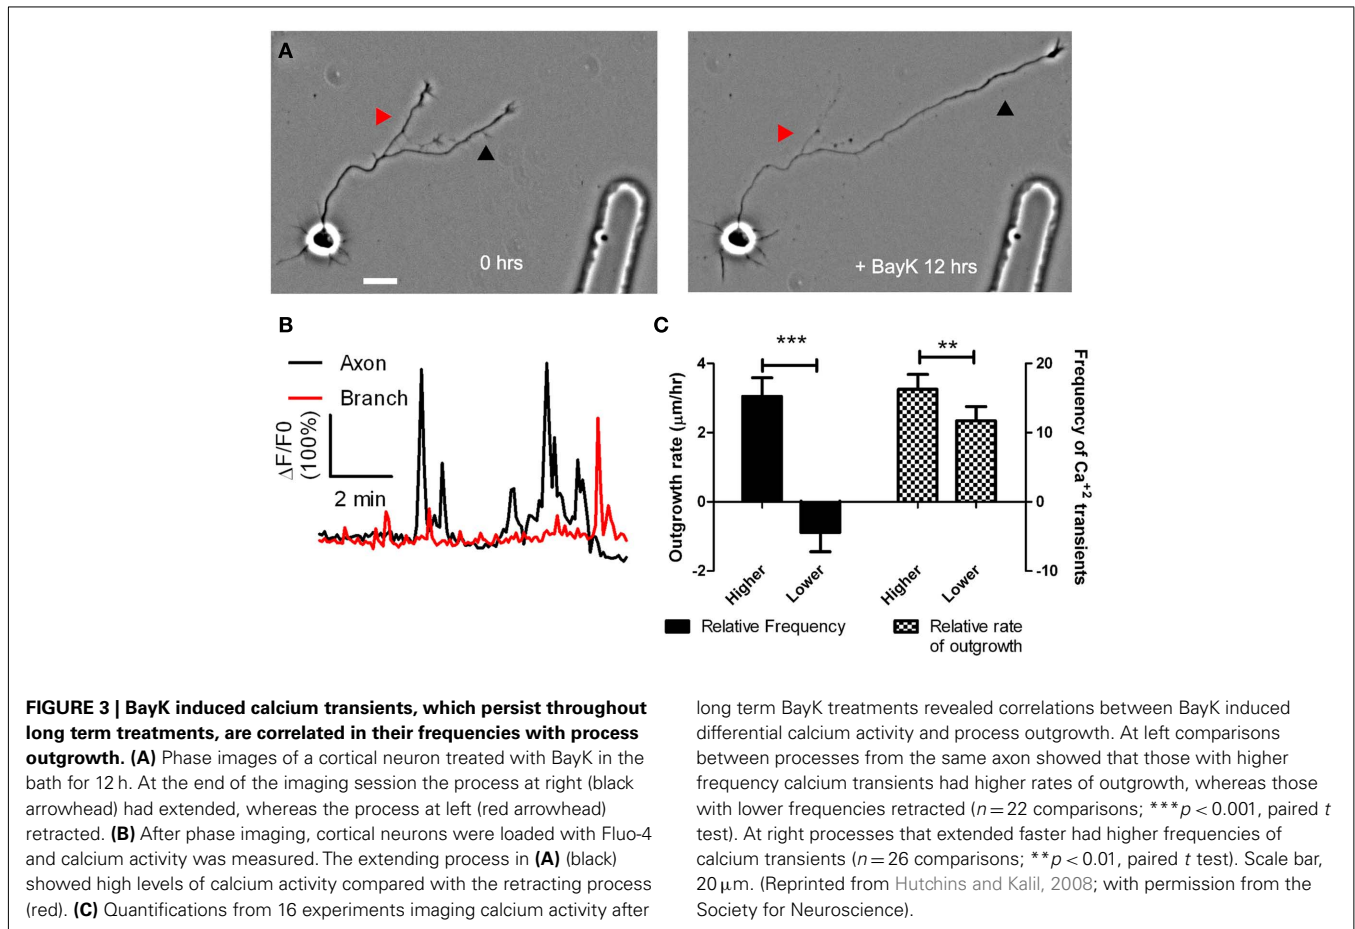 A
0 hrs
+ BayK 12 hrs
B
Axon
Branch
ΔF/F0
(100%)
2 min
C
***
**
Outgrowth rate (μm/hr)
4
2
0
-2
20
10
0
-10
Frequency of Ca+2 transients
Higher
Lower
Higher
Lower
Relative Frequency
Relative rate
of outgrowth
FIGURE 3 | BayK induced calcium transients, which persist throughout
long term treatments, are correlated in their frequencies with process
outgrowth. (A) Phase images of a cortical neuron treated with BayK in the
bath for 12 h. At the end of the imaging session the process at right (black
arrowhead) had extended, whereas the process at left (red arrowhead)
retracted. (B) After phase imaging, cortical neurons were loaded with Fluo-4
and calcium activity was measured. The extending process in (A) (black)
showed high levels of calcium activity compared with the retracting process
(red). (C) Quantifications from 16 experiments imaging calcium activity after
long term BayK treatments revealed correlations between BayK induced
differential calcium activity and process outgrowth. At left comparisons
between processes from the same axon showed that those with higher
frequency calcium transients had higher rates of outgrowth, whereas those
with lower frequencies retracted (n = 22 comparisons; ***p < 0.001, paired t
test). At right processes that extended faster had higher frequencies of
calcium transients (n = 26 comparisons; **p < 0.01, paired t test). Scale bar,
20 μm. (Reprinted from Hutchins and Kalil, 2008; with permission from the
Society for Neuroscience).